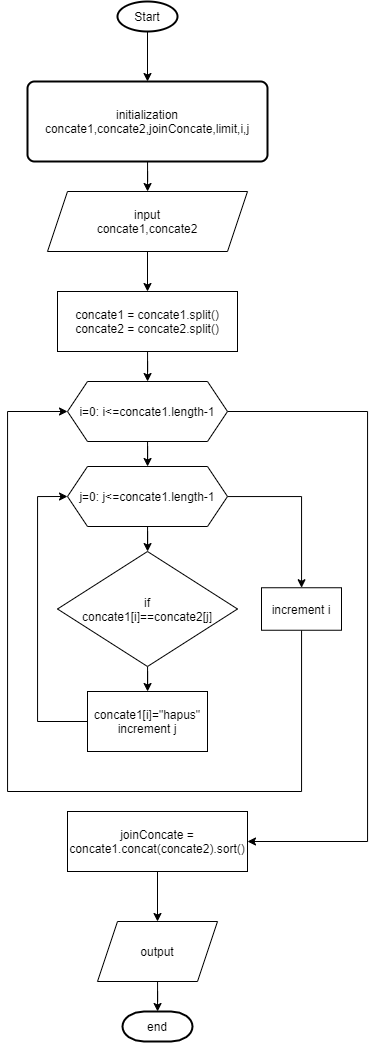 Start
initialization
concate1,concate2,joinConcate,limit,i,j
input
concate1,concate2
concate1 = concate1.split()
concate2 = concate2.split()
i=0: i<=concate1.length-1
j=0: j<=concate1.length-1
if
concate1[i]==concate2[j]
increment i
concate1[i]="hapus"
increment j
joinConcate =
concate1.concat(concate2).sort()
output
end